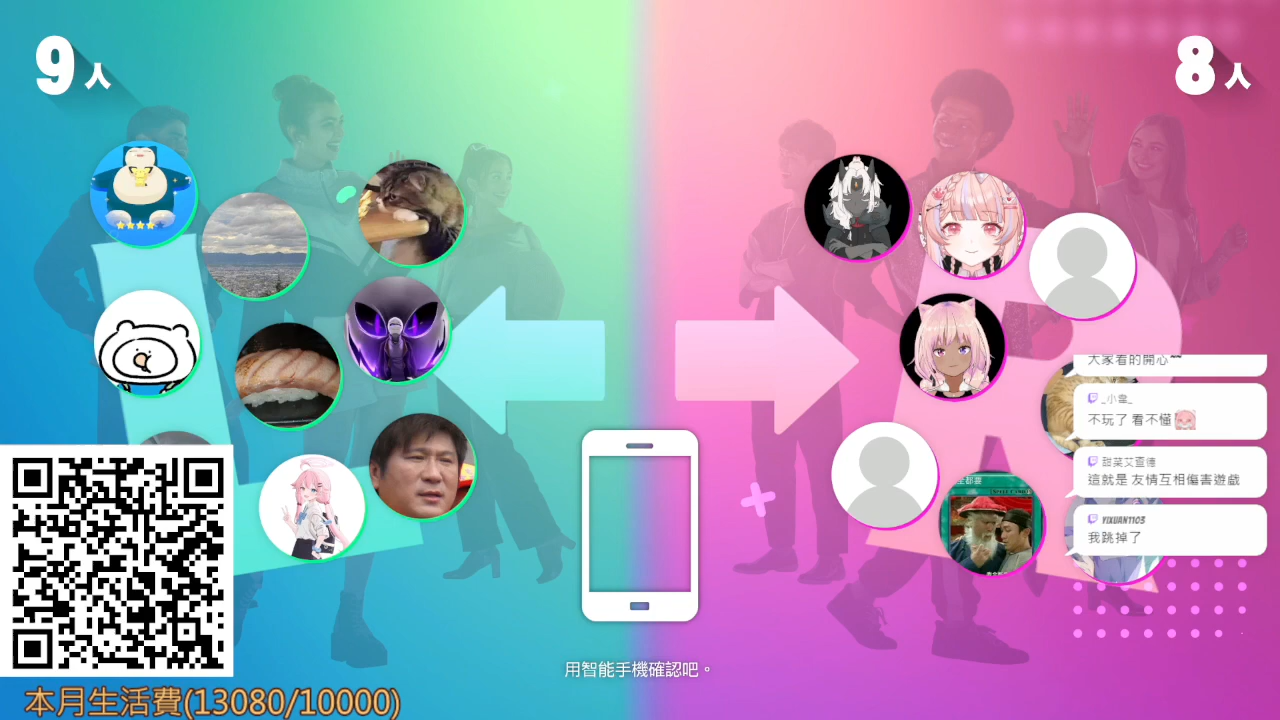 9人
8人
L
R
大家看的開心~~
_小雲_
不玩了 看不懂
甜菜艾查德
這就是 友情互相傷害遊戲
YIXUAN1103
我跳掉了
用智能手機確認吧。
本月生活費(13080/10000)